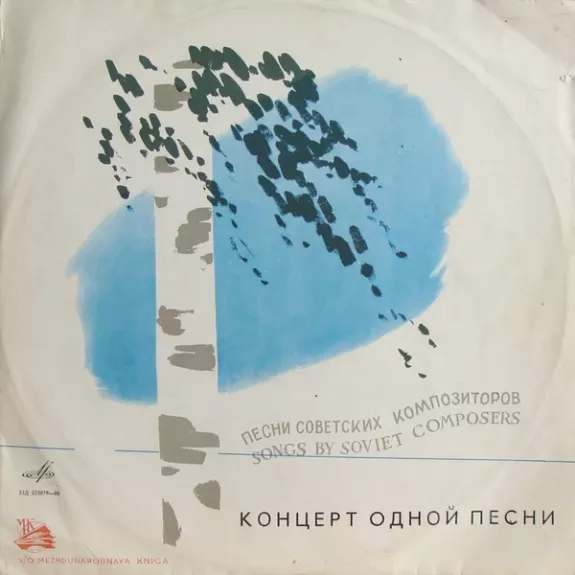 ПЕСНИ СОВЕТСКИХ КОМПОЗИТОРОВ
SONGS BY SOVIET COMPOSERS
КОНЦЕРТ ОДНОЙ ПЕСНИ
V/O MEZHDUNARODNAYA KNIGA